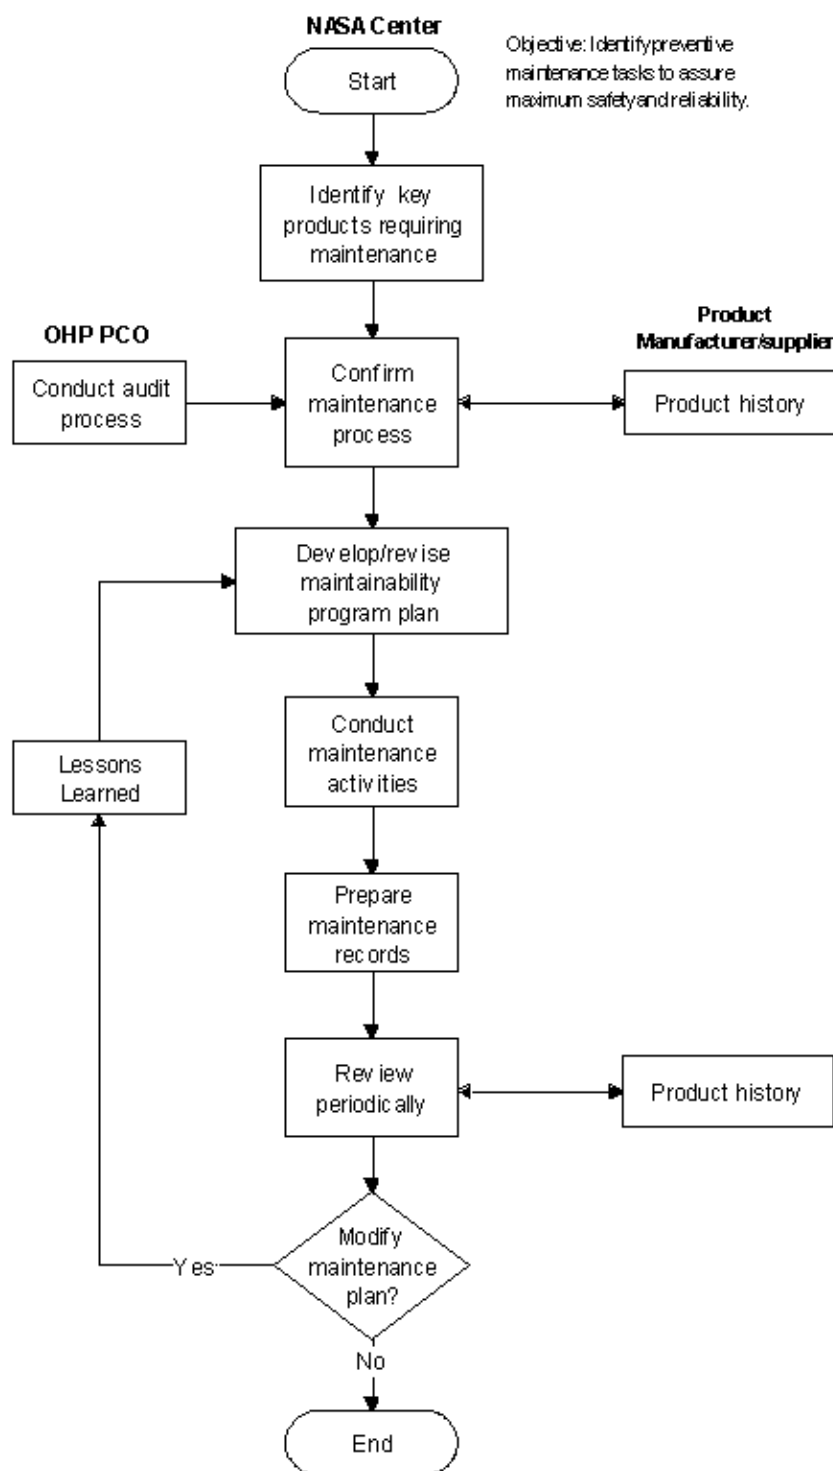 NASA Center
Objective: Identify preventive
maintenance tasks to assure
maximum safety and reliability.
Start
Identify key
products requiring
maintenance
OHP PCO
Product
Manufacturer/supplier
Conduct audit
process
Confirm
maintenance
process
Product history
Develop/revise
maintainability
program plan
Conduct
maintenance
activities
Lessons
Learned
Prepare
maintenance
records
Review
periodically
Product history
Modify
maintenance
plan?
Yes
No
End